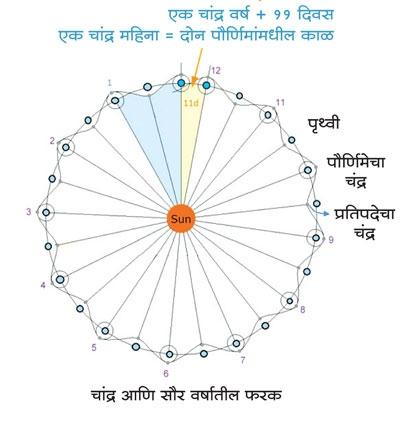 एक चांद्र वर्ष + ११ दिवस
एक चांद्र महिना = दोन पौर्णिमांमधील काळ
12
1
11d
11
पृथ्वी
2
पौर्णिमेचा
चंद्र
3
Sun
प्रतिपदेचा
चंद्र
9
4
8
5
7
6
चांद्र आणि सौर वर्षातील फरक